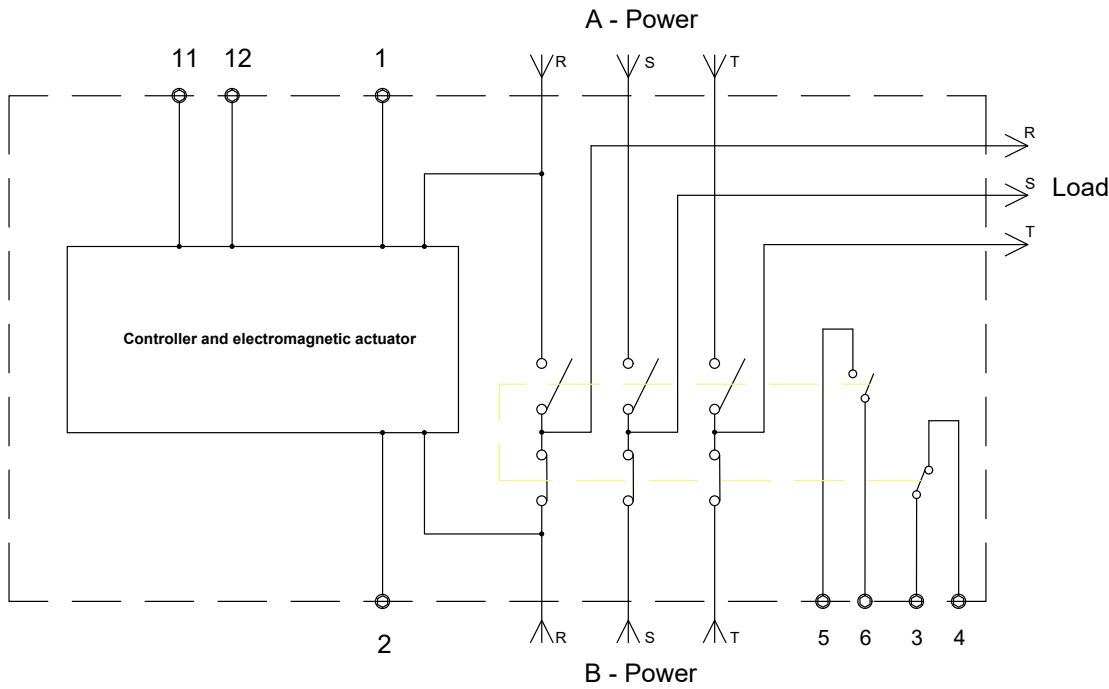 A - Power
11 12 1 R S T
R
S Load
T
Controller and electromagnetic actuator
2 R S T 5 6 3 4
B - Power